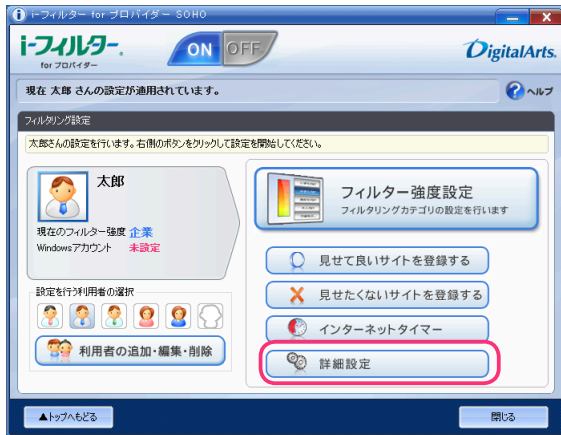 i-フィルター for プロバイダー SOHO
i-フィルター.
for プロバイダー
ON OFF
DigitalArts.
現在 太郎 さんの設定が適用されています。
ヘルプ
フィルタリング設定
太郎さんの設定を行います。右側のボタンをクリックして設定を開始してください。
太郎
現在のフィルター強度 企業
Windowsアカウント 未設定
フィルター強度設定
フィルタリングカテゴリの設定を行います
見せて良いサイトを登録する
見せたくないサイトを登録する
インターネットタイマー
詳細設定
設定を行う利用者の選択
利用者の追加・編集・削除
▲トップへもどる
閉じる